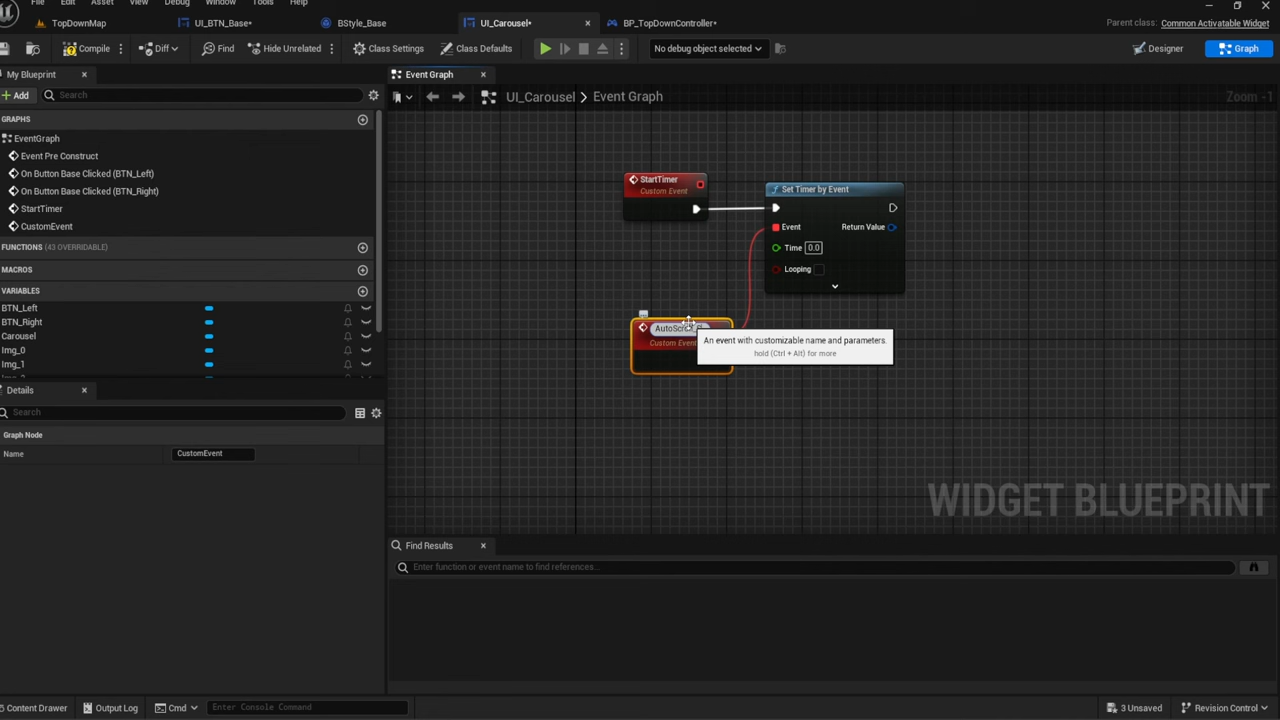 File Edit Asset View Debug Window Tools Help
TopDownMap UI_BTN_Base* BStyle_Base UI_Carousel* BP_TopDownController* Parent class: Common Activatable Widget
Compile Diff Find Hide Unrelated Class Settings Class Defaults No debug object selected Designer Graph
My Blueprint
Add Search
GRAPHS
EventGraph
Event Pre Construct
On Button Base Clicked (BTN_Left)
On Button Base Clicked (BTN_Right)
StartTimer
CustomEvent
FUNCTIONS (43 OVERRIDABLE)
MACROS
VARIABLES
BTN_Left
BTN_Right
Carousel
Img_0
Img_1
Details
Search
Graph Node
Name CustomEvent
Event Graph
UI_Carousel > Event Graph Zoom -1
StartTimer
Custom Event
Set Timer by Event
Event Return Value
Time 0.0
Looping
Custom Event
An event with customizable name and parameters.
hold (Ctrl + Alt) for more
WIDGET BLUEPRINT
Find Results
Enter function or event name to find references...
Content Drawer Output Log Cmd Enter Console Command 3 Unsaved Revision Control